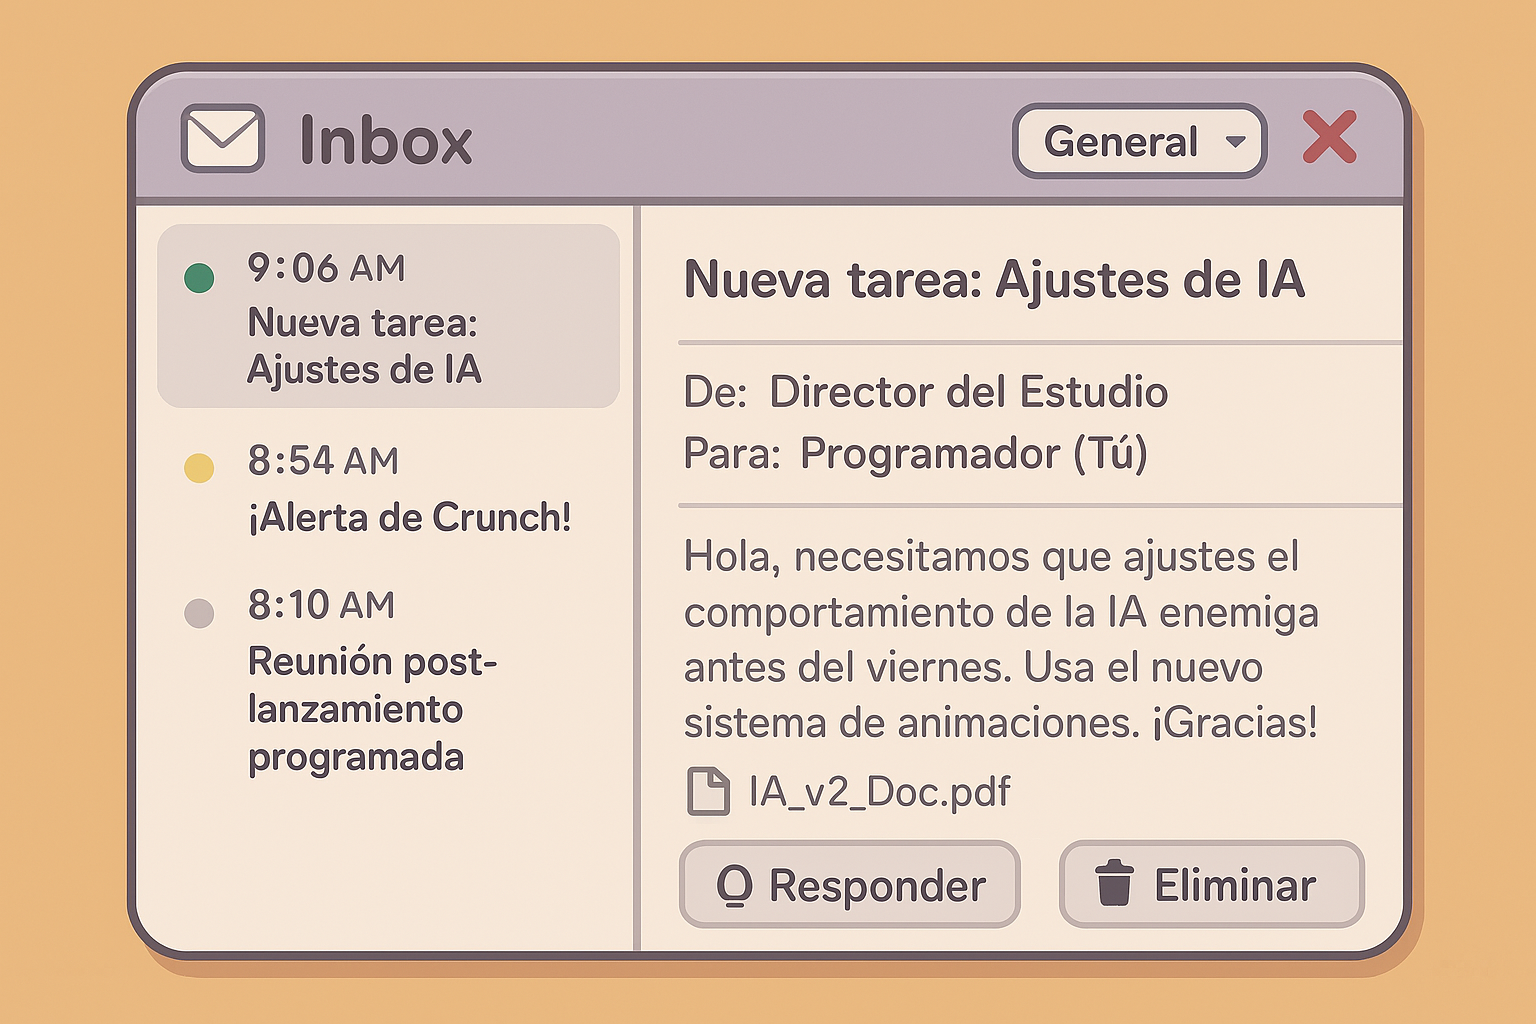 Inbox
General
9:06 AM
Nueva tarea:
Ajustes de IA
8:54 AM
¡Alerta de Crunch!
8:10 AM
Reunión post-
lanzamiento
programada
Nueva tarea: Ajustes de IA
De: Director del Estudio
Para: Programador (Tú)
Hola, necesitamos que ajustes el
comportamiento de la IA enemiga
antes del viernes. Usa el nuevo
sistema de animaciones. ¡Gracias!
IA_v2_Doc.pdf
Responder
Eliminar